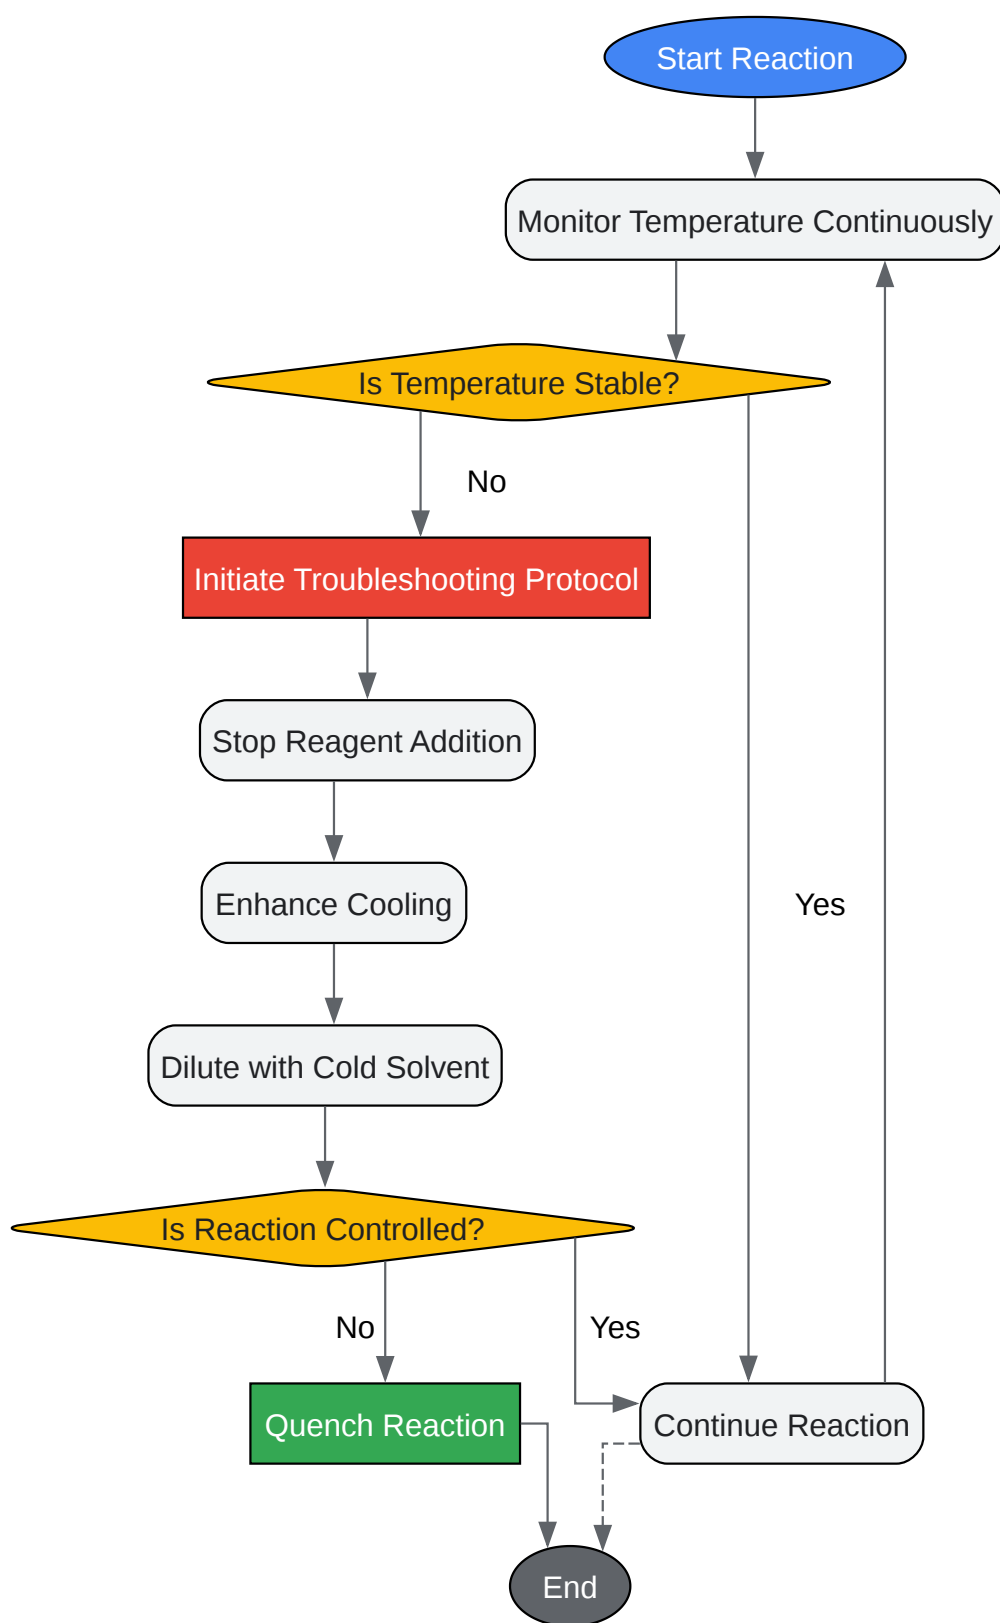 Start Reaction
Monitor Temperature Continuously
Is Temperature Stable?
No
Initiate Troubleshooting Protocol
Stop Reagent Addition
Enhance Cooling
Yes
Dilute with Cold Solvent
Is Reaction Controlled?
No
Yes
Quench Reaction
Continue Reaction
End